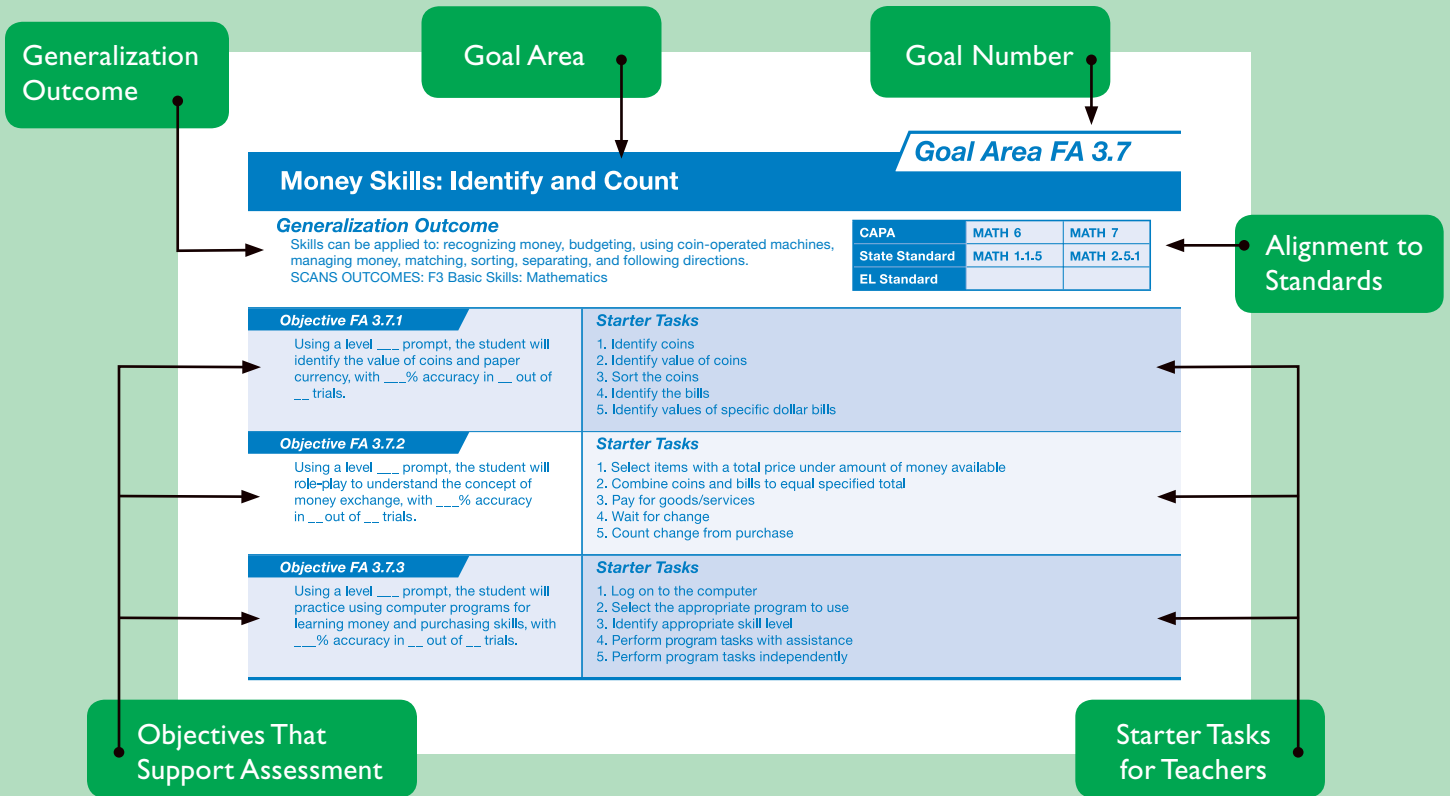 Generalization
Outcome
Goal Area
Goal Number
Goal Area FA 3.7
Money Skills: Identify and Count
Generalization Outcome
Skills can be applied to: recognizing money, budgeting, using coin-operated machines,
managing money, matching, sorting, separating, and following directions.
SCANS OUTCOMES: F3 Basic Skills: Mathematics
CAPA MATH 6 MATH 7
State Standard MATH 1.1.5 MATH 2.5.1
EL Standard
Alignment to
Standards
Objective FA 3.7.1
Using a level ___ prompt, the student will
identify the value of coins and paper
currency, with ___% accuracy in __ out of
__ trials.
Starter Tasks
1. Identify coins
2. Identify value of coins
3. Sort the coins
4. Identify the bills
5. Identify values of specific dollar bills
Objective FA 3.7.2
Using a level ___ prompt, the student will
role-play to understand the concept of
money exchange, with ___% accuracy
in __ out of __ trials.
Starter Tasks
1. Select items with a total price under amount of money available
2. Combine coins and bills to equal specified total
3. Pay for goods/services
4. Wait for change
5. Count change from purchase
Objective FA 3.7.3
Using a level ___ prompt, the student will
practice using computer programs for
learning money and purchasing skills, with
___% accuracy in __ out of __ trials.
Starter Tasks
1. Log on to the computer
2. Select the appropriate program to use
3. Identify appropriate skill level
4. Perform program tasks with assistance
5. Perform program tasks independently
Objectives That
Support Assessment
Starter Tasks
for Teachers